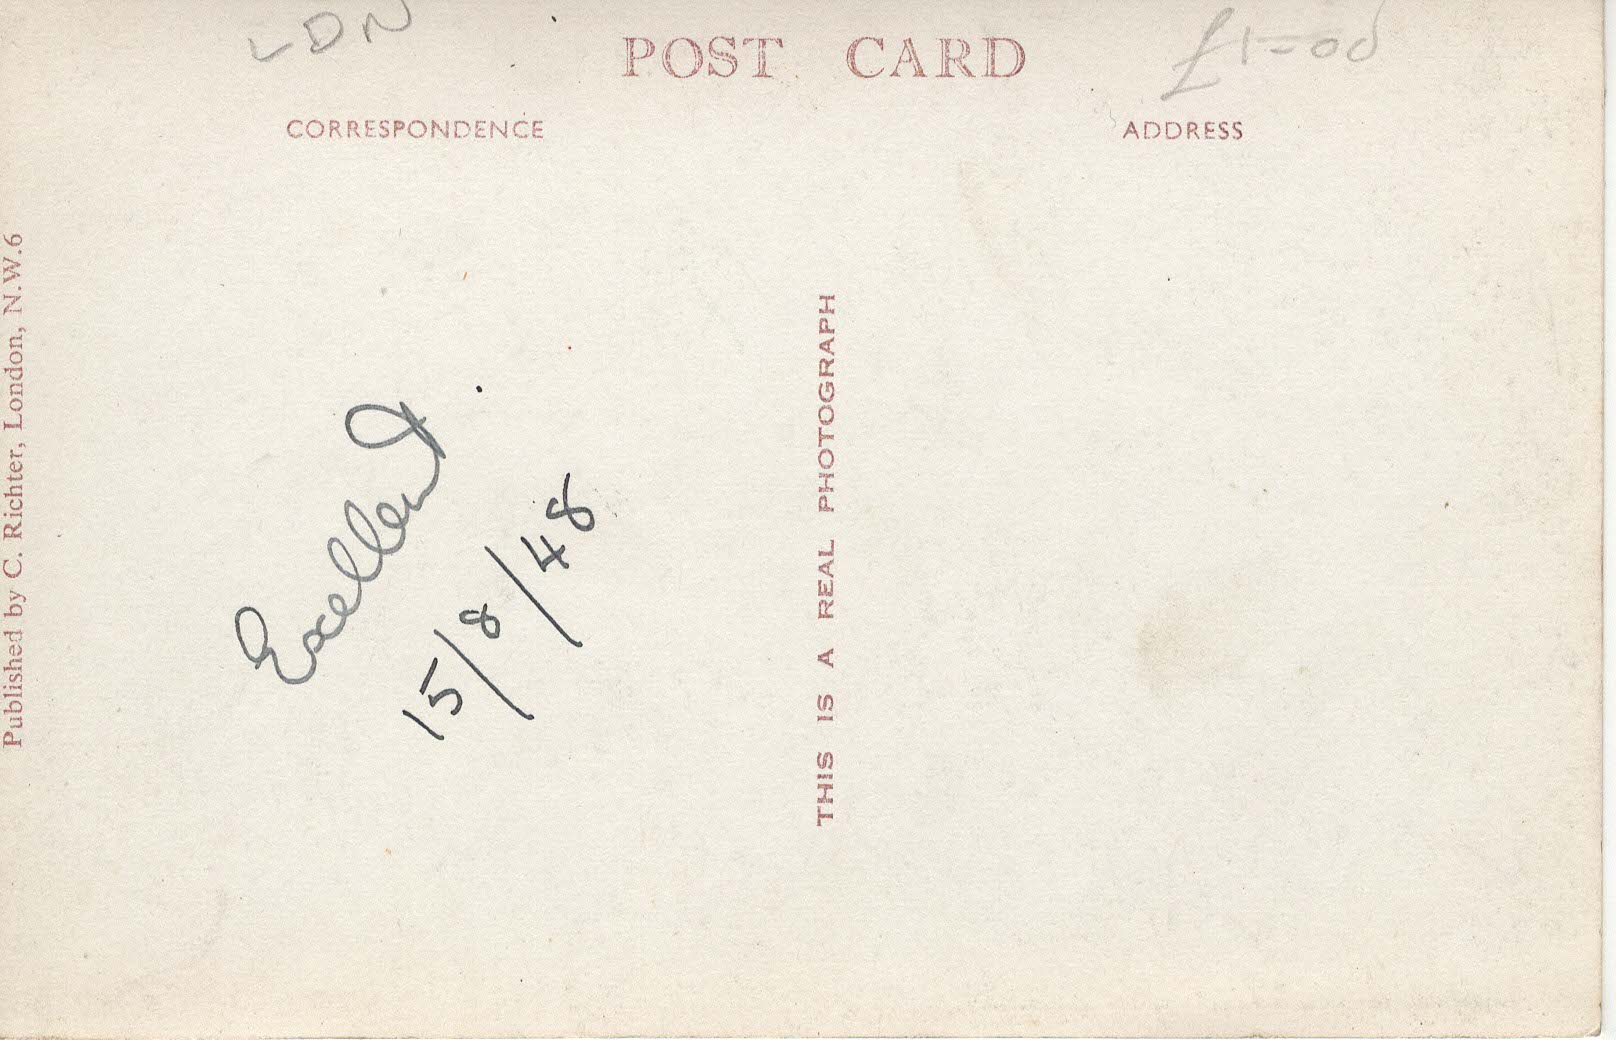 LDN
£1-00
POST CARD
CORRESPONDENCE
ADDRESS
Published by C. Richter, London, N.W.6
Excellent
15/8/48
THIS IS A REAL PHOTOGRAPH